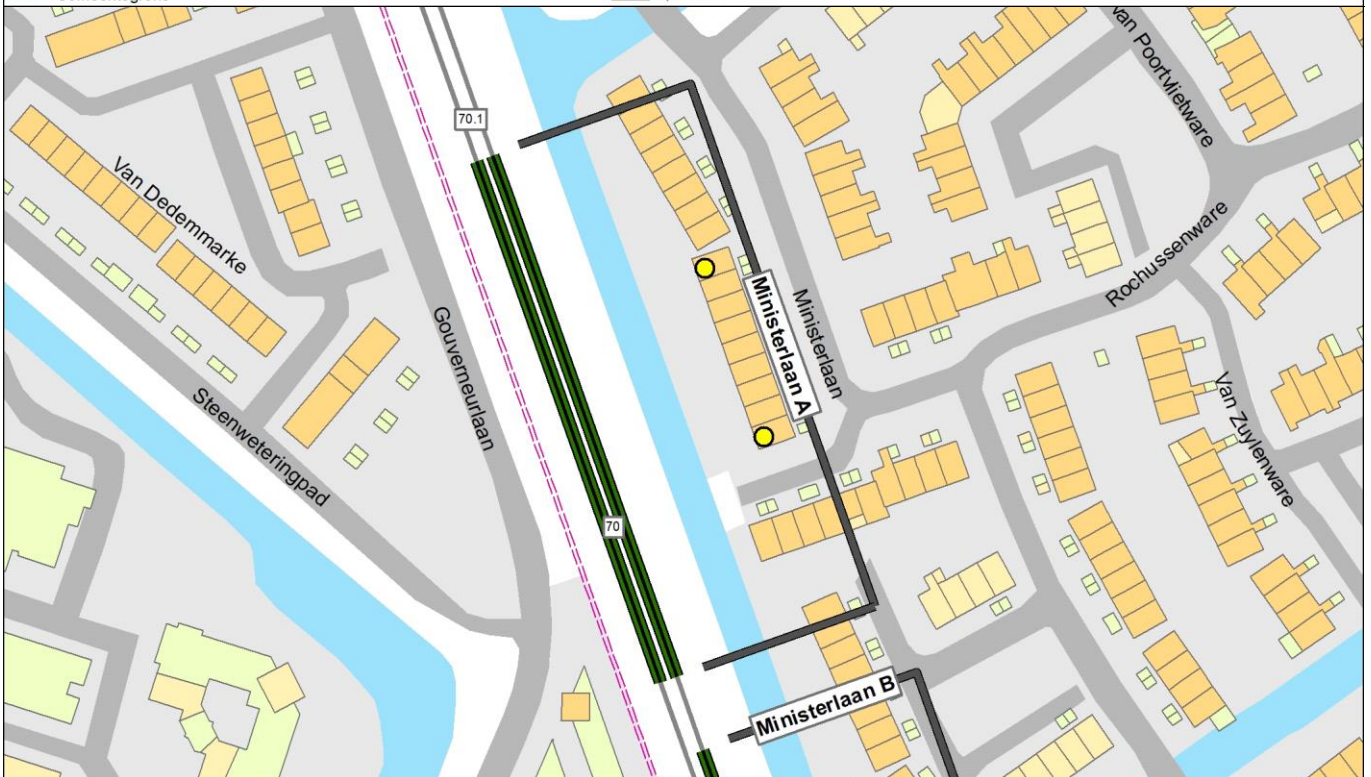 70.1
van Poortvlietware
Van Dedemmarke
Rochussenware
Gouverneurlaan
Ministerlaan A
Ministerlaan
Steenweteringpad
Van Zuylenware
70
Ministerlaan B